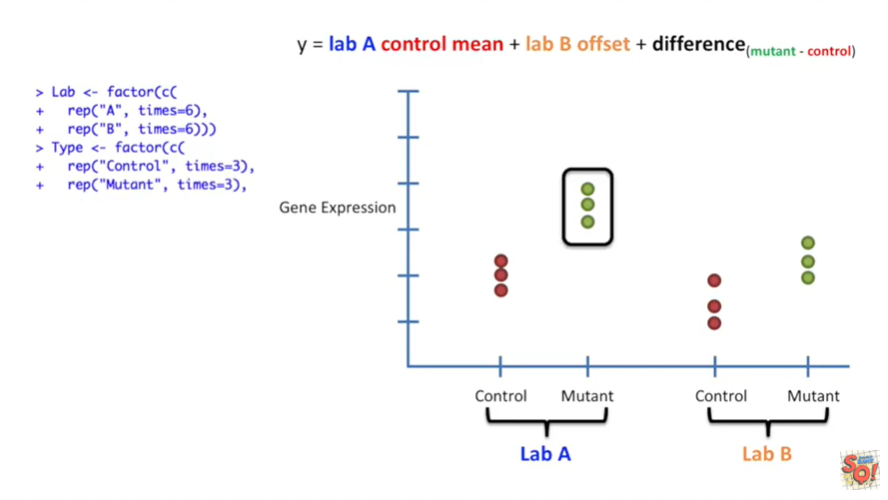 y = lab A control mean + lab B offset + difference(mutant - control)
> Lab <- factor(c(
+   rep("A", times=6),
+   rep("B", times=6)))
> Type <- factor(c(
+   rep("Control", times=3),
+   rep("Mutant", times=3),
Gene Expression
Control Mutant Control Mutant
Lab A Lab B
SQ!